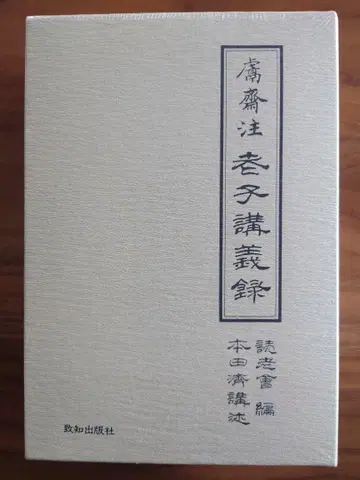 鬳齋注 老子講義録
読老會 編
本田濟講述
致知出版社